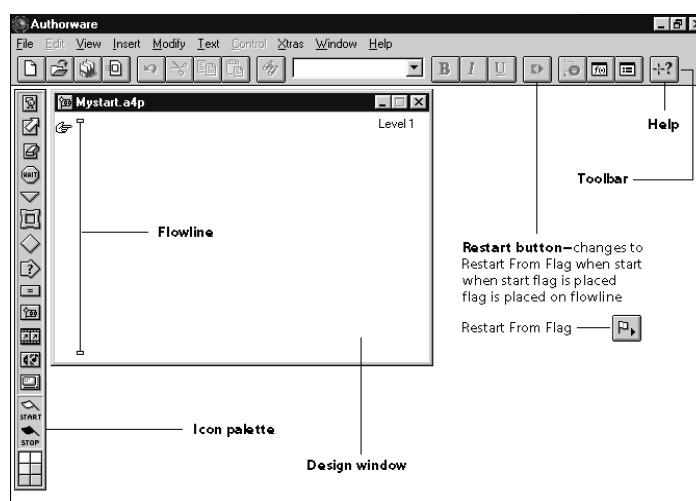 Authorware
File Edit View Insert Modify Text Control Xtras Window Help
B I U
Mystart.a4p
Level 1
Help
WAIT
Toolbar
Flowline
Restart button—changes to
Restart From Flag when start
when start flag is placed
flag is placed on flowline
Restart From Flag
START
STOP
Icon palette
Design window